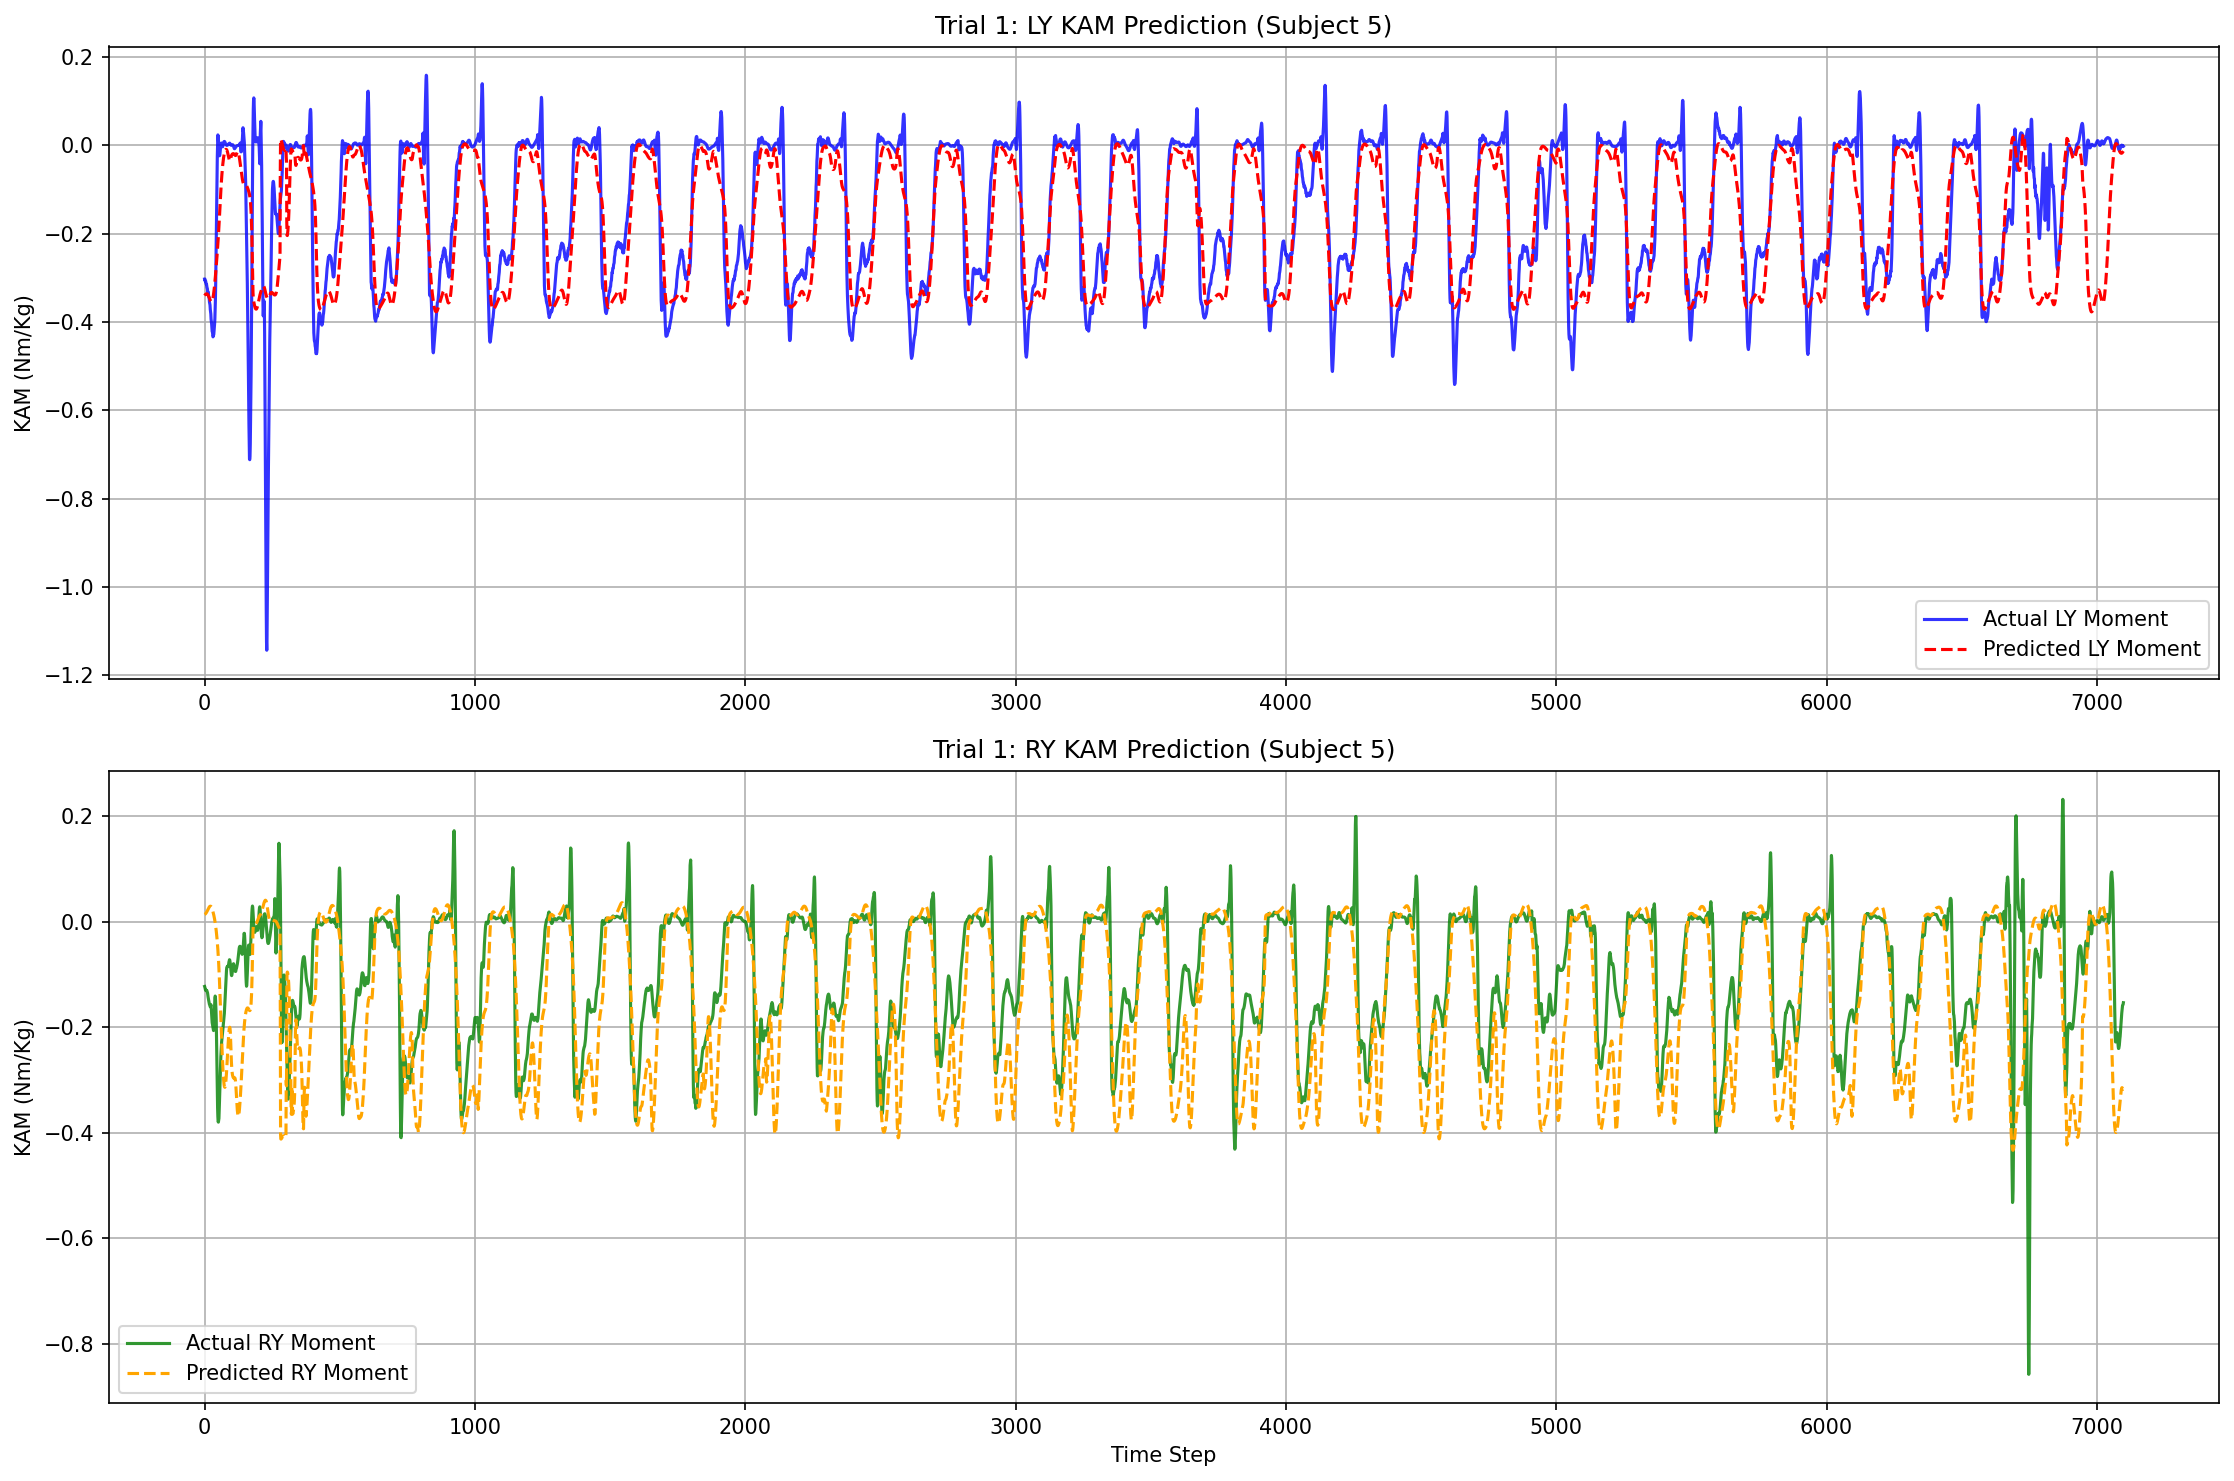 Trial 1: LY KAM Prediction (Subject 5)
KAM (Nm/Kg)
0.2
0.0
−0.2
−0.4
−0.6
−0.8
−1.0
−1.2
Actual LY Moment
Predicted LY Moment
0 1000 2000 3000 4000 5000 6000 7000
Trial 1: RY KAM Prediction (Subject 5)
KAM (Nm/Kg)
0.2
0.0
−0.2
−0.4
−0.6
−0.8
Actual RY Moment
Predicted RY Moment
0 1000 2000 3000 4000 5000 6000 7000
Time Step